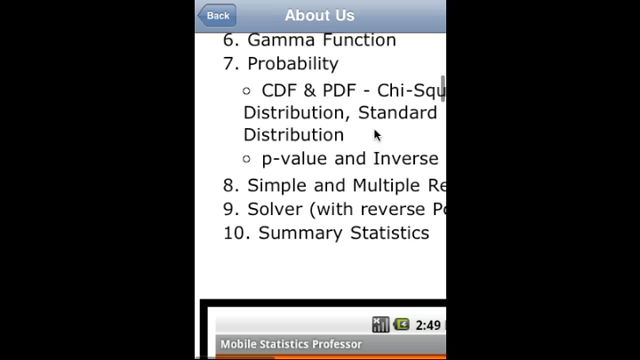 Back
About Us
6. Gamma Function
7. Probability
CDF & PDF - Chi-Squ
Distribution, Standard
Distribution
p-value and Inverse
8. Simple and Multiple Re
9. Solver (with reverse Po
10. Summary Statistics
2:49
Mobile Statistics Professor